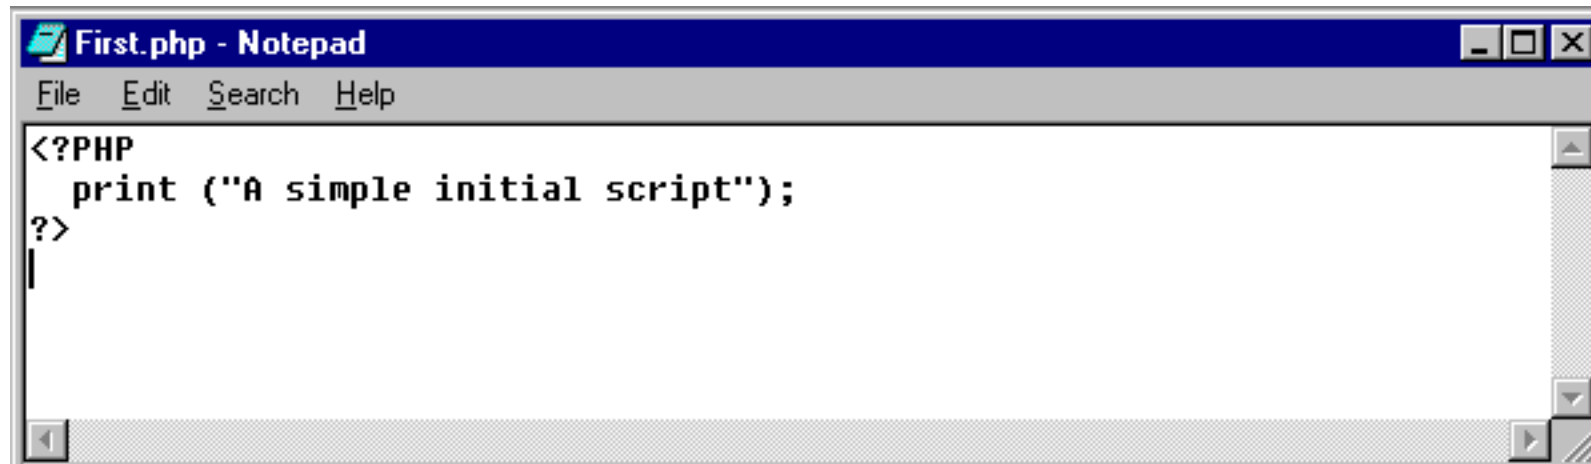 First.php - Notepad
File Edit Search Help
<?PHP
  print ("A simple initial script");
?>